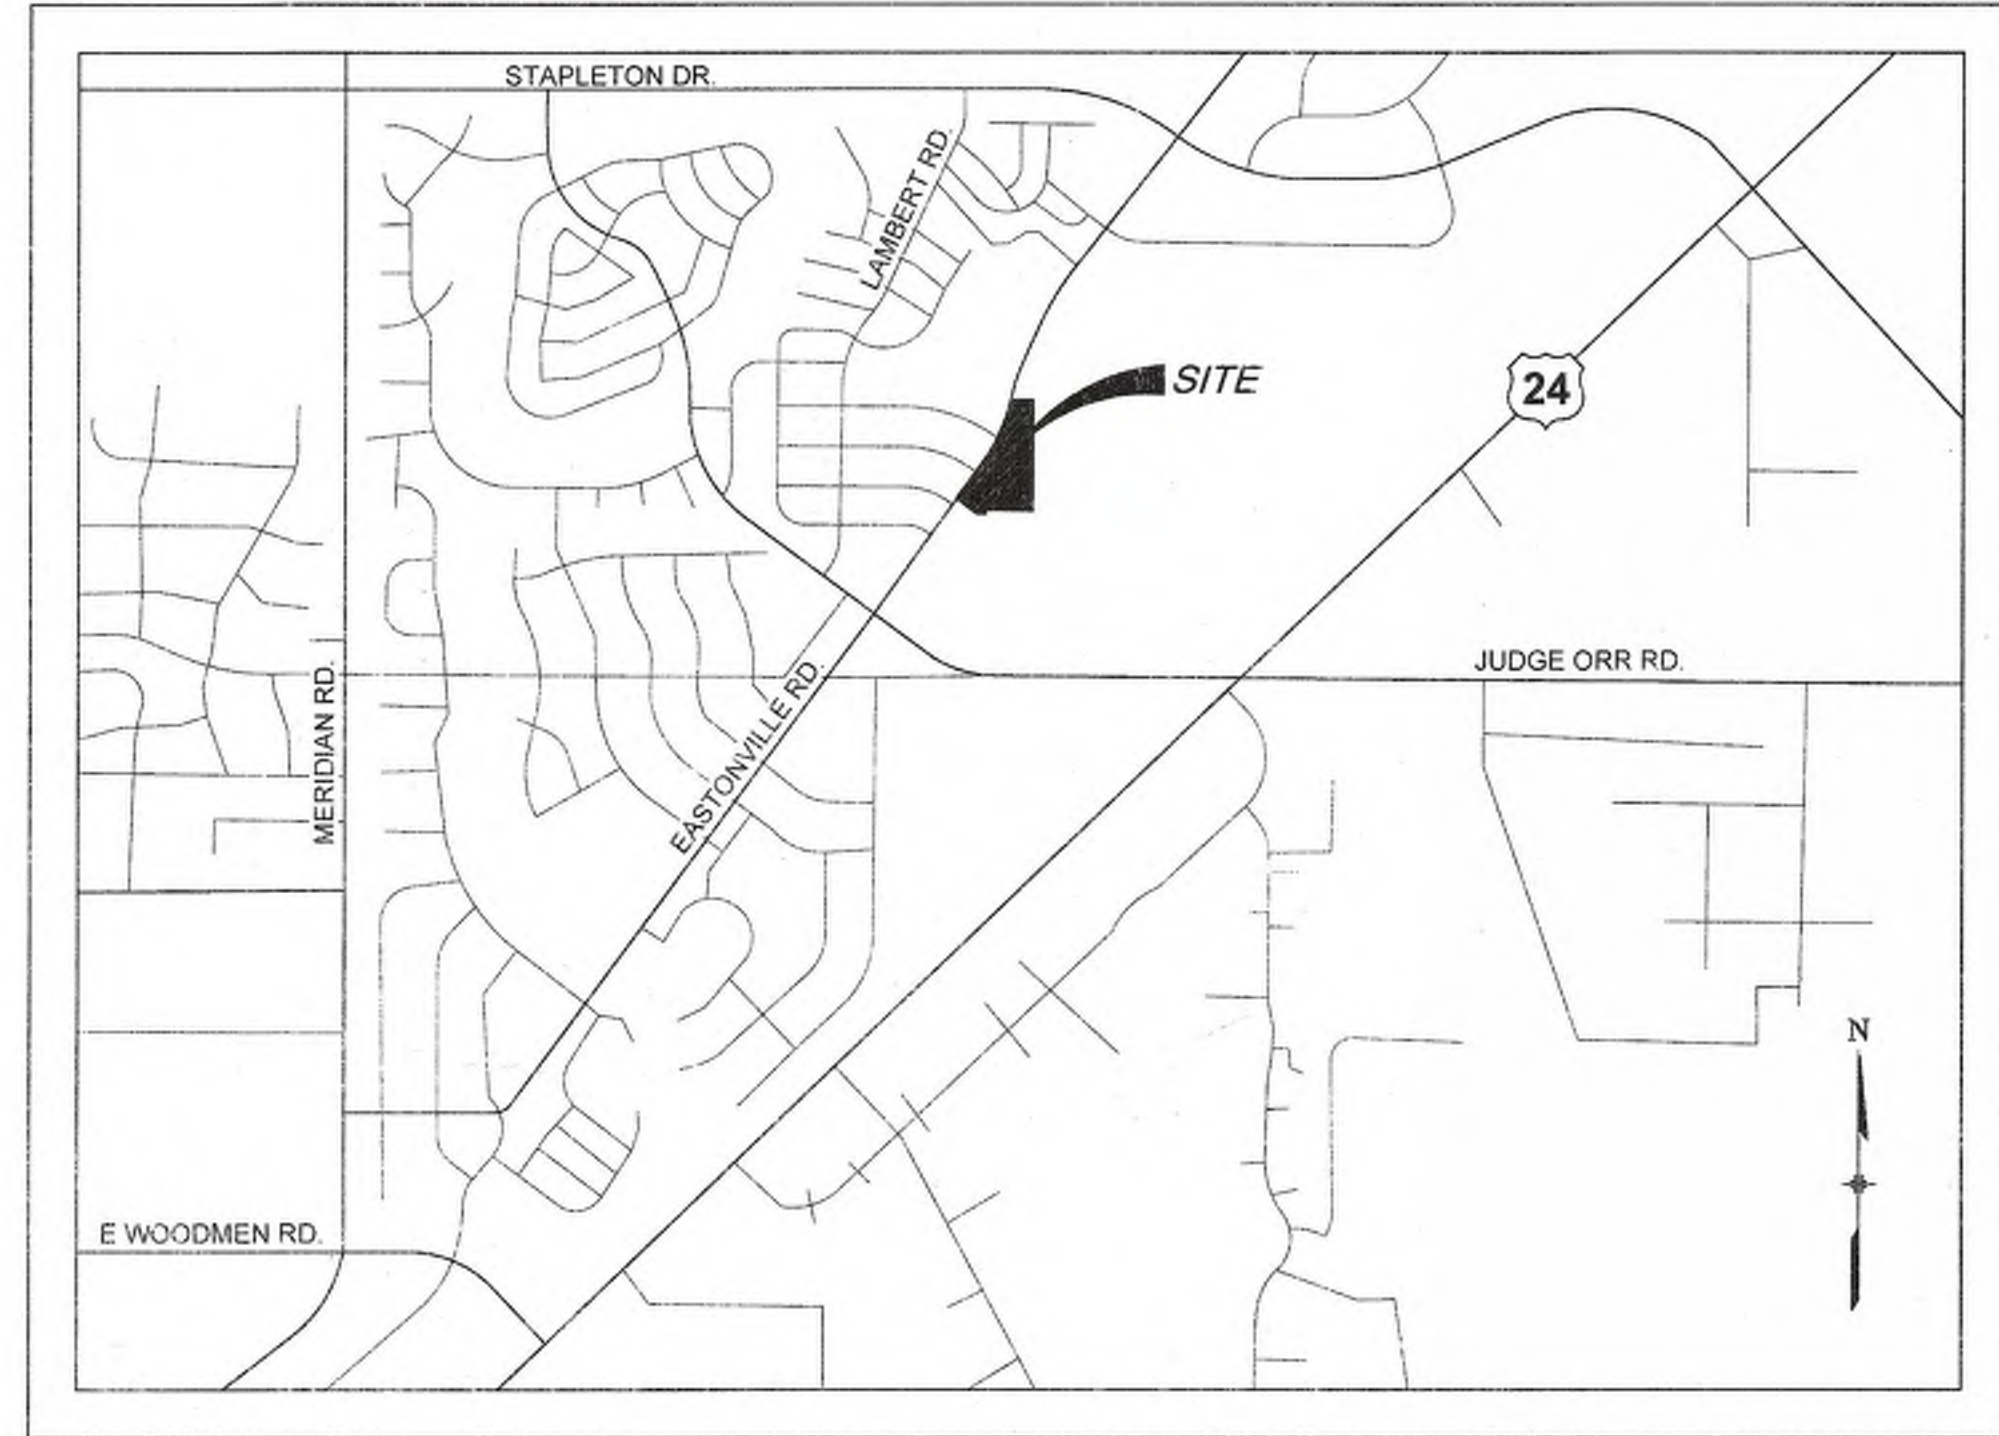 STAPLETON DR.
LAMBERT RD.
SITE
24
JUDGE ORR RD.
MERIDIAN RD.
EASTONVILLE RD.
N
E WOODMEN RD.